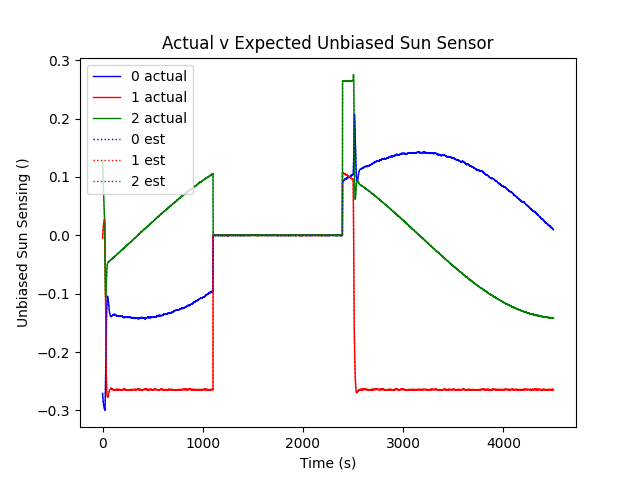 Actual v Expected Unbiased Sun Sensor
0 actual
1 actual
2 actual
0 est
1 est
2 est
0.3
0.2
0.1
0.0
−0.1
−0.2
−0.3
Unbiased Sun Sensing ()
0 1000 2000 3000 4000
Time (s)